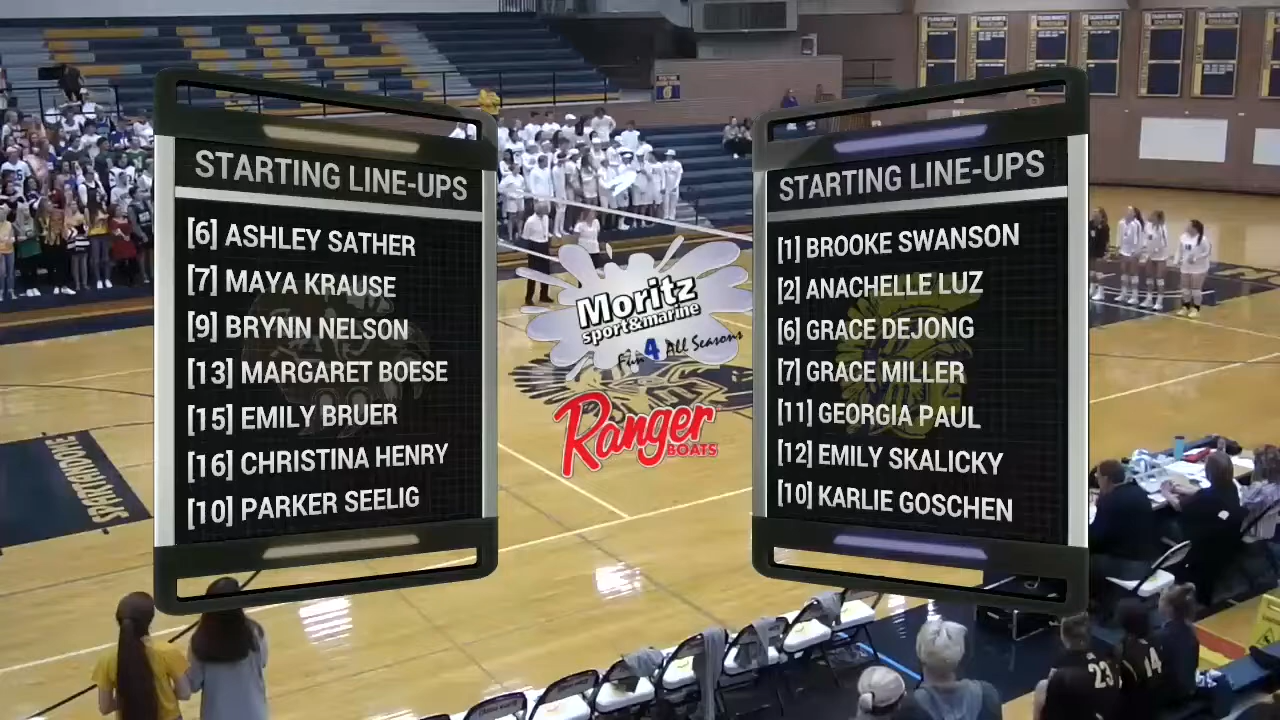 STARTING LINE-UPS
[6] ASHLEY SATHER
[7] MAYA KRAUSE
[9] BRYNN NELSON
[13] MARGARET BOESE
[15] EMILY BRUER
[16] CHRISTINA HENRY
[10] PARKER SEELIG
Moritz
sport&marine
Fun 4 All Seasons
Ranger
BOATS
STARTING LINE-UPS
[1] BROOKE SWANSON
[2] ANACHELLE LUZ
[6] GRACE DEJONG
[7] GRACE MILLER
[11] GEORGIA PAUL
[12] EMILY SKALICKY
[10] KARLIE GOSCHEN
SPARTANDOME
23
14